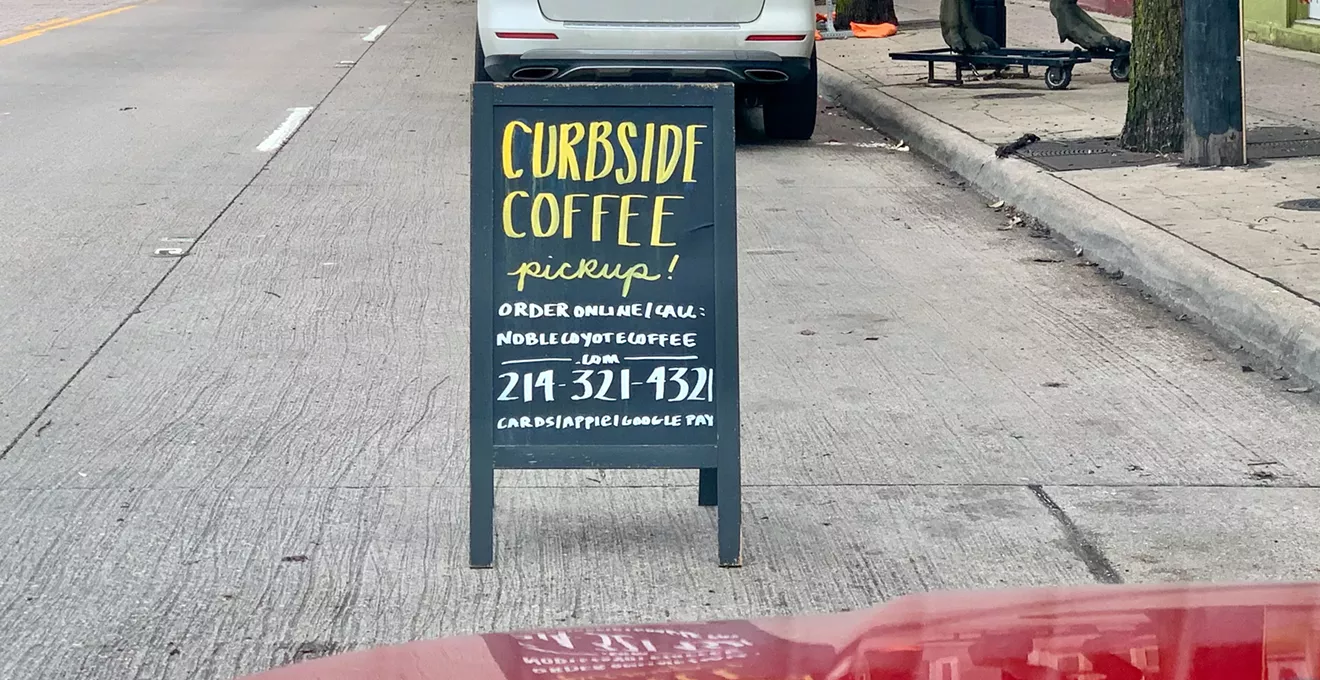 CURBSIDE
COFFEE
pickup!
ORDER ONLINE/CALL:
NOBLECOYOTECOFFEE
.COM
214-321-4321
CARDS/APPLE/GOOGLE PAY